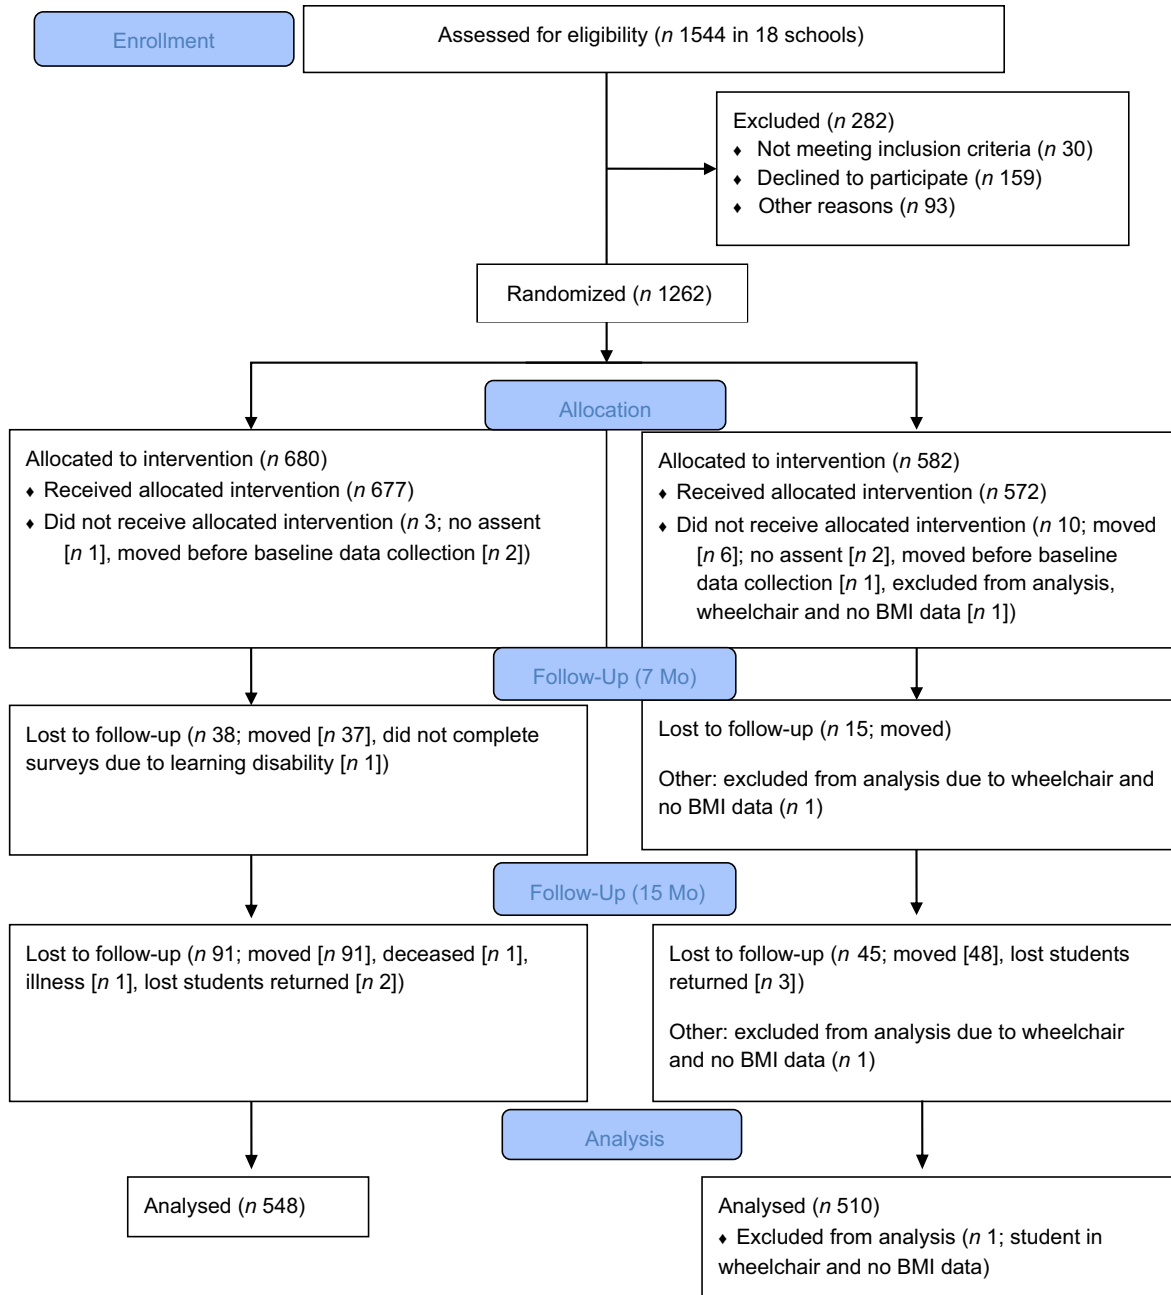 Enrollment
Assessed for eligibility (n 1544 in 18 schools)
Excluded (n 282)
♦ Not meeting inclusion criteria (n 30)
♦ Declined to participate (n 159)
♦ Other reasons (n 93)
Randomized (n 1262)
Allocation
Allocated to intervention (n 680)
♦ Received allocated intervention (n 677)
♦ Did not receive allocated intervention (n 3; no assent
[n 1], moved before baseline data collection [n 2])
Allocated to intervention (n 582)
♦ Received allocated intervention (n 572)
♦ Did not receive allocated intervention (n 10; moved
[n 6]; no assent [n 2], moved before baseline
data collection [n 1], excluded from analysis,
wheelchair and no BMI data [n 1])
Follow-Up (7 Mo)
Lost to follow-up (n 38; moved [n 37], did not complete
surveys due to learning disability [n 1])
Lost to follow-up (n 15; moved)
Other: excluded from analysis due to wheelchair and
no BMI data (n 1)
Follow-Up (15 Mo)
Lost to follow-up (n 91; moved [n 91], deceased [n 1],
illness [n 1], lost students returned [n 2])
Lost to follow-up (n 45; moved [48], lost students
returned [n 3])
Other: excluded from analysis due to wheelchair
and no BMI data (n 1)
Analysis
Analysed (n 548)
Analysed (n 510)
♦ Excluded from analysis (n 1; student in
wheelchair and no BMI data)